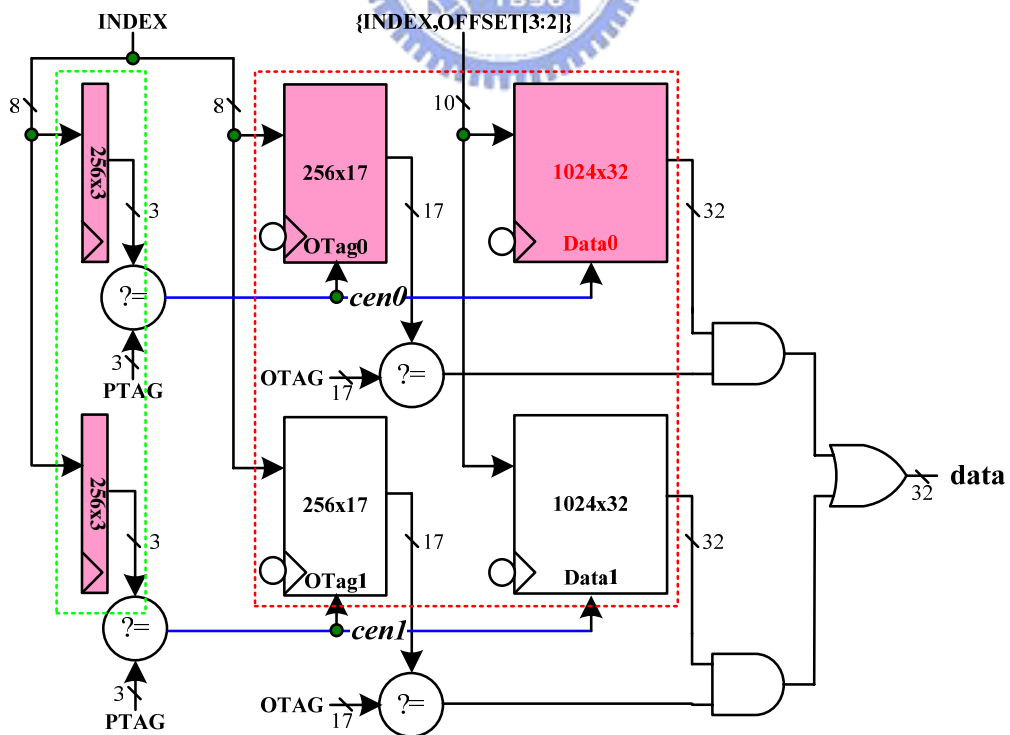 1896
INDEX
{INDEX,OFFSET[3:2]}
8
8
10
256x3
256x17
1024x32
3
17
32
OTag0
Data0
?=
cen0
3
PTAG
OTAG
17
?=
256x3
256x17
1024x32
3
17
32
data
32
OTag1
Data1
?=
cen1
3
PTAG
OTAG
17
?=